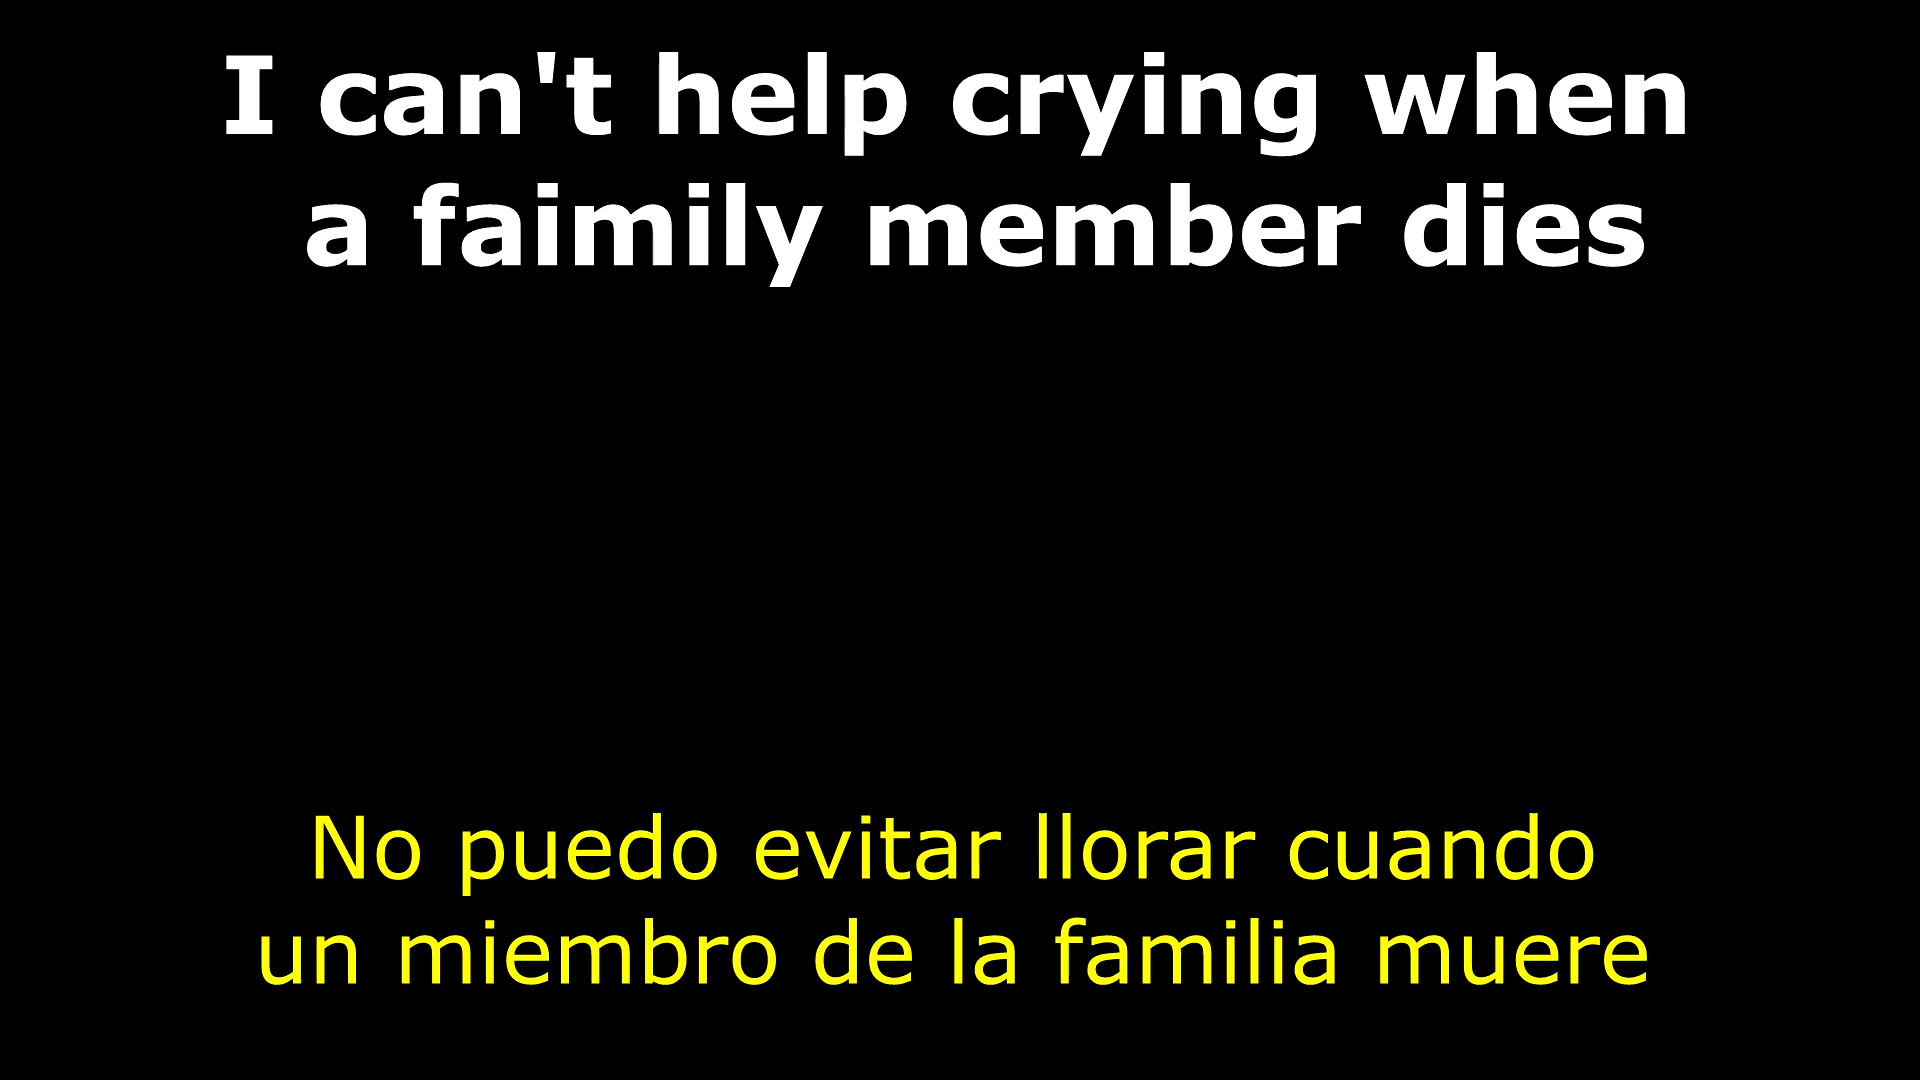 I can't help crying when
a faimily member dies
No puedo evitar llorar cuando
un miembro de la familia muere